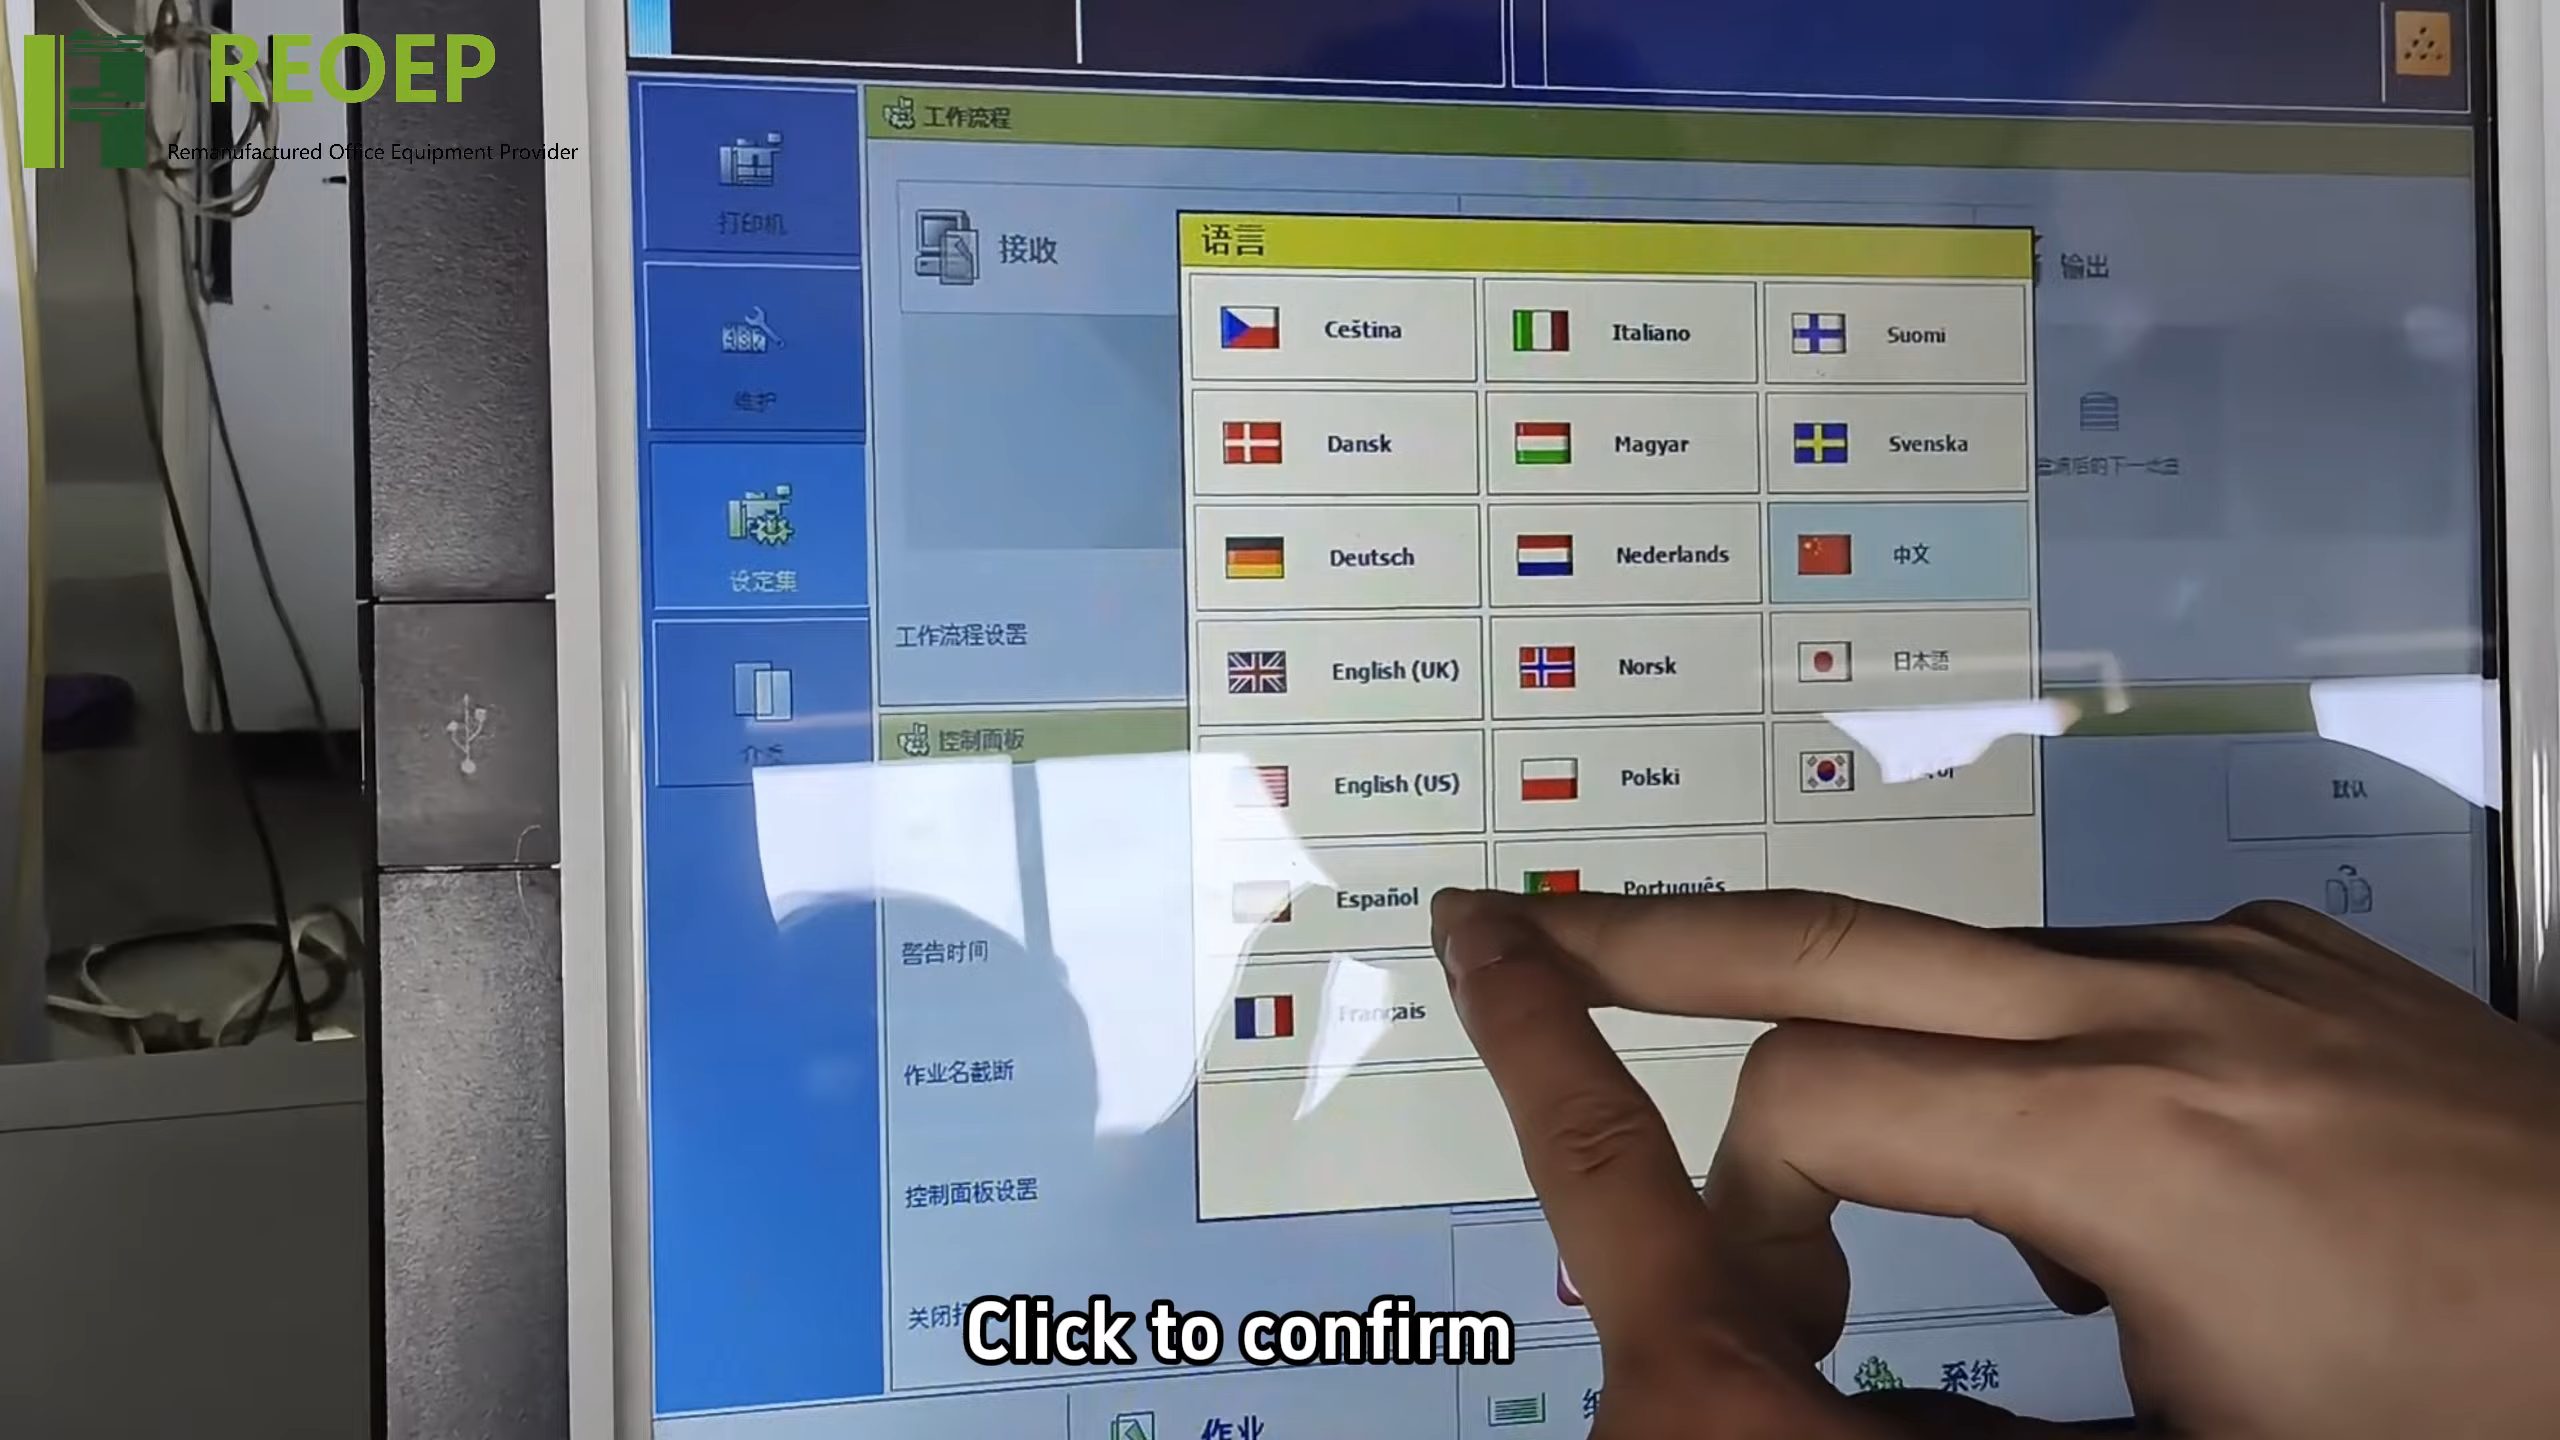 REOEP
Remanufactured Office Equipment Provider
工作流程
打印机
接收
语言
输出
Čeština
Italiano
Suomi
维护
Dansk
Magyar
Svenska
Deutsch
Nederlands
中文
设定集
工作流程设置
English (UK)
Norsk
日本語
控制面板
English (US)
Polski
默认
Español
Português
警告时间
Français
作业名截断
控制面板设置
关闭
Click to confirm
系统
作业